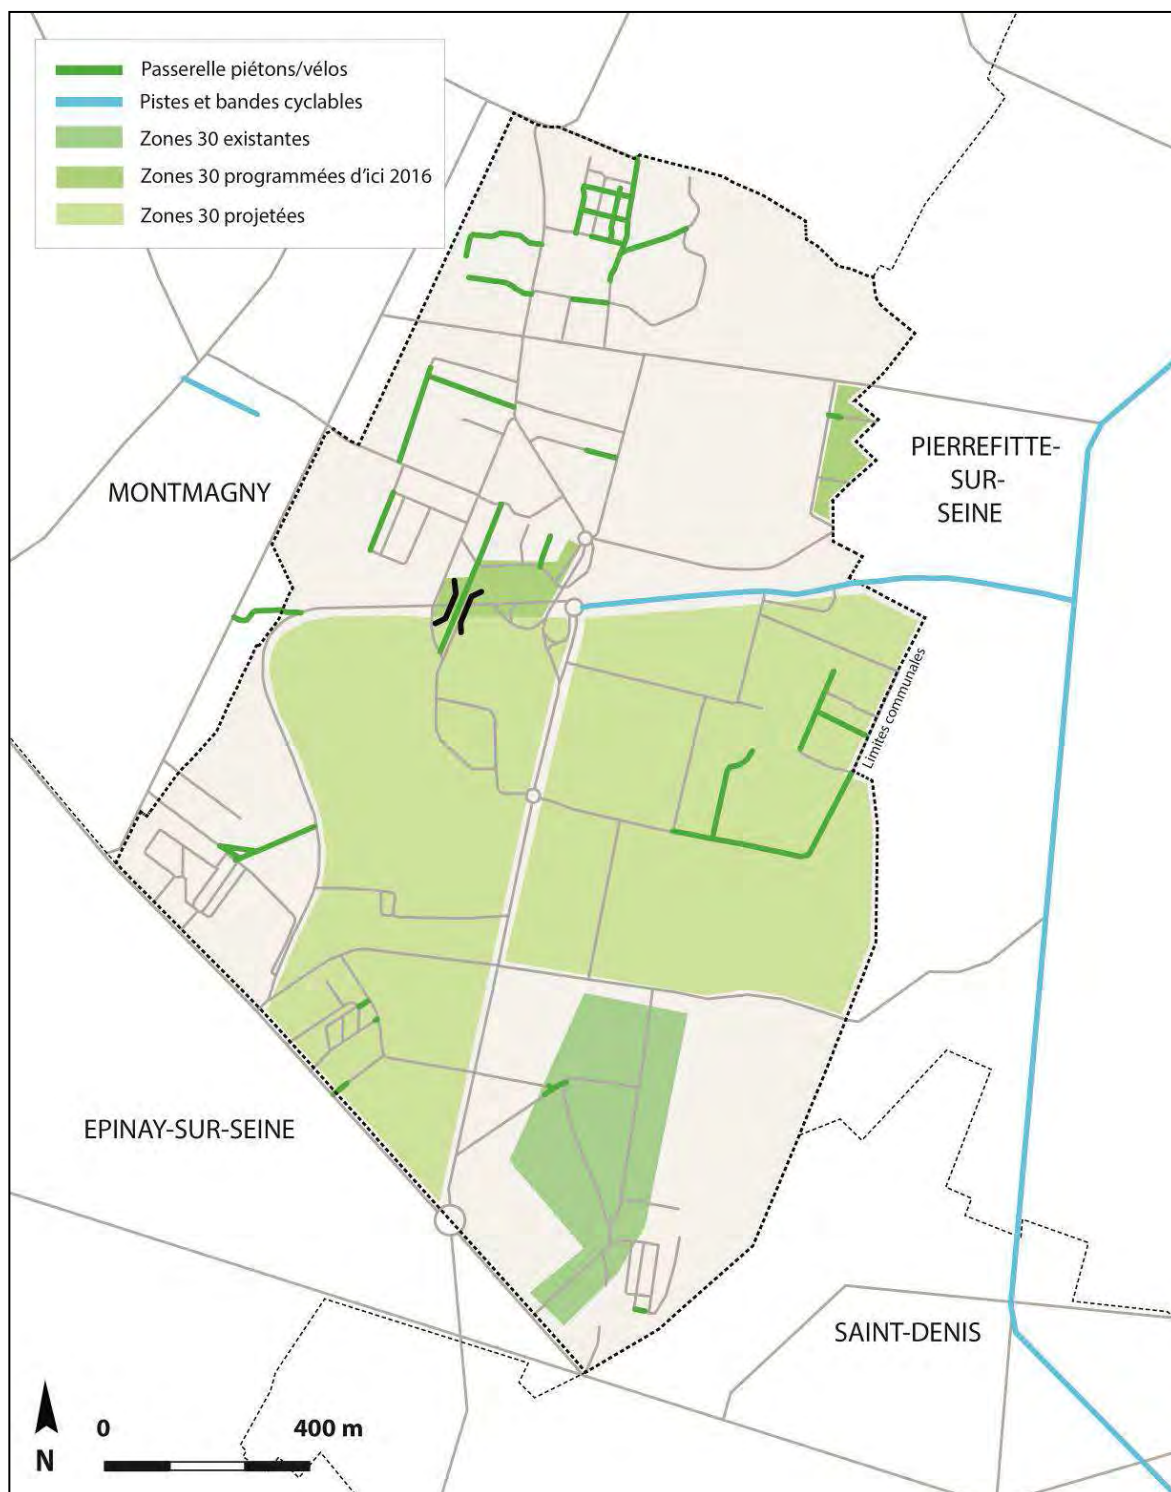 Passerelle piétons/vélos
Pistes et bandes cyclables
Zones 30 existantes
Zones 30 programmées d'ici 2016
Zones 30 projetées
PIERREFITTE-
SUR-
SEINE
MONTMAGNY
Limites communales
EPINAY-SUR-SEINE
SAINT-DENIS
0
400 m
N